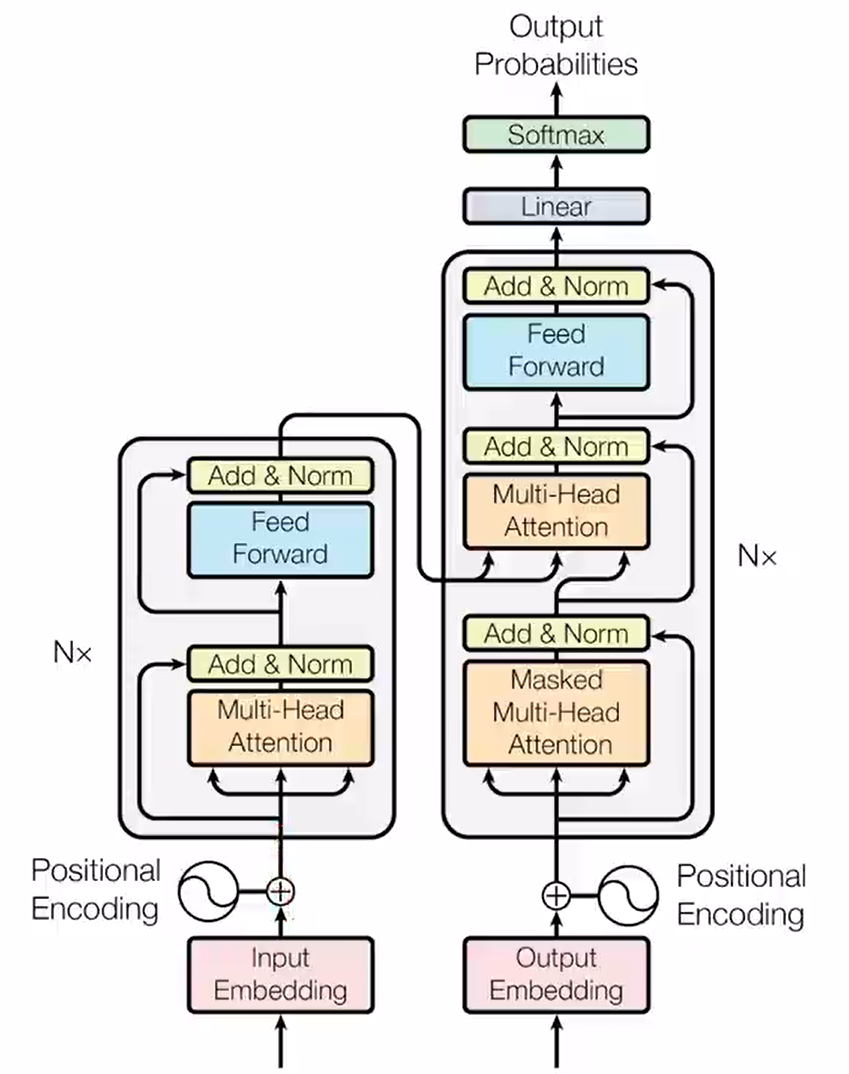 Output
Probabilities
Softmax
Linear
Add & Norm
Feed
Forward
Add & Norm
Multi-Head
Attention
Add & Norm
Masked
Multi-Head
Attention
Nx
Add & Norm
Feed
Forward
Add & Norm
Multi-Head
Attention
Nx
Positional
Encoding
Positional
Encoding
Input
Embedding
Output
Embedding